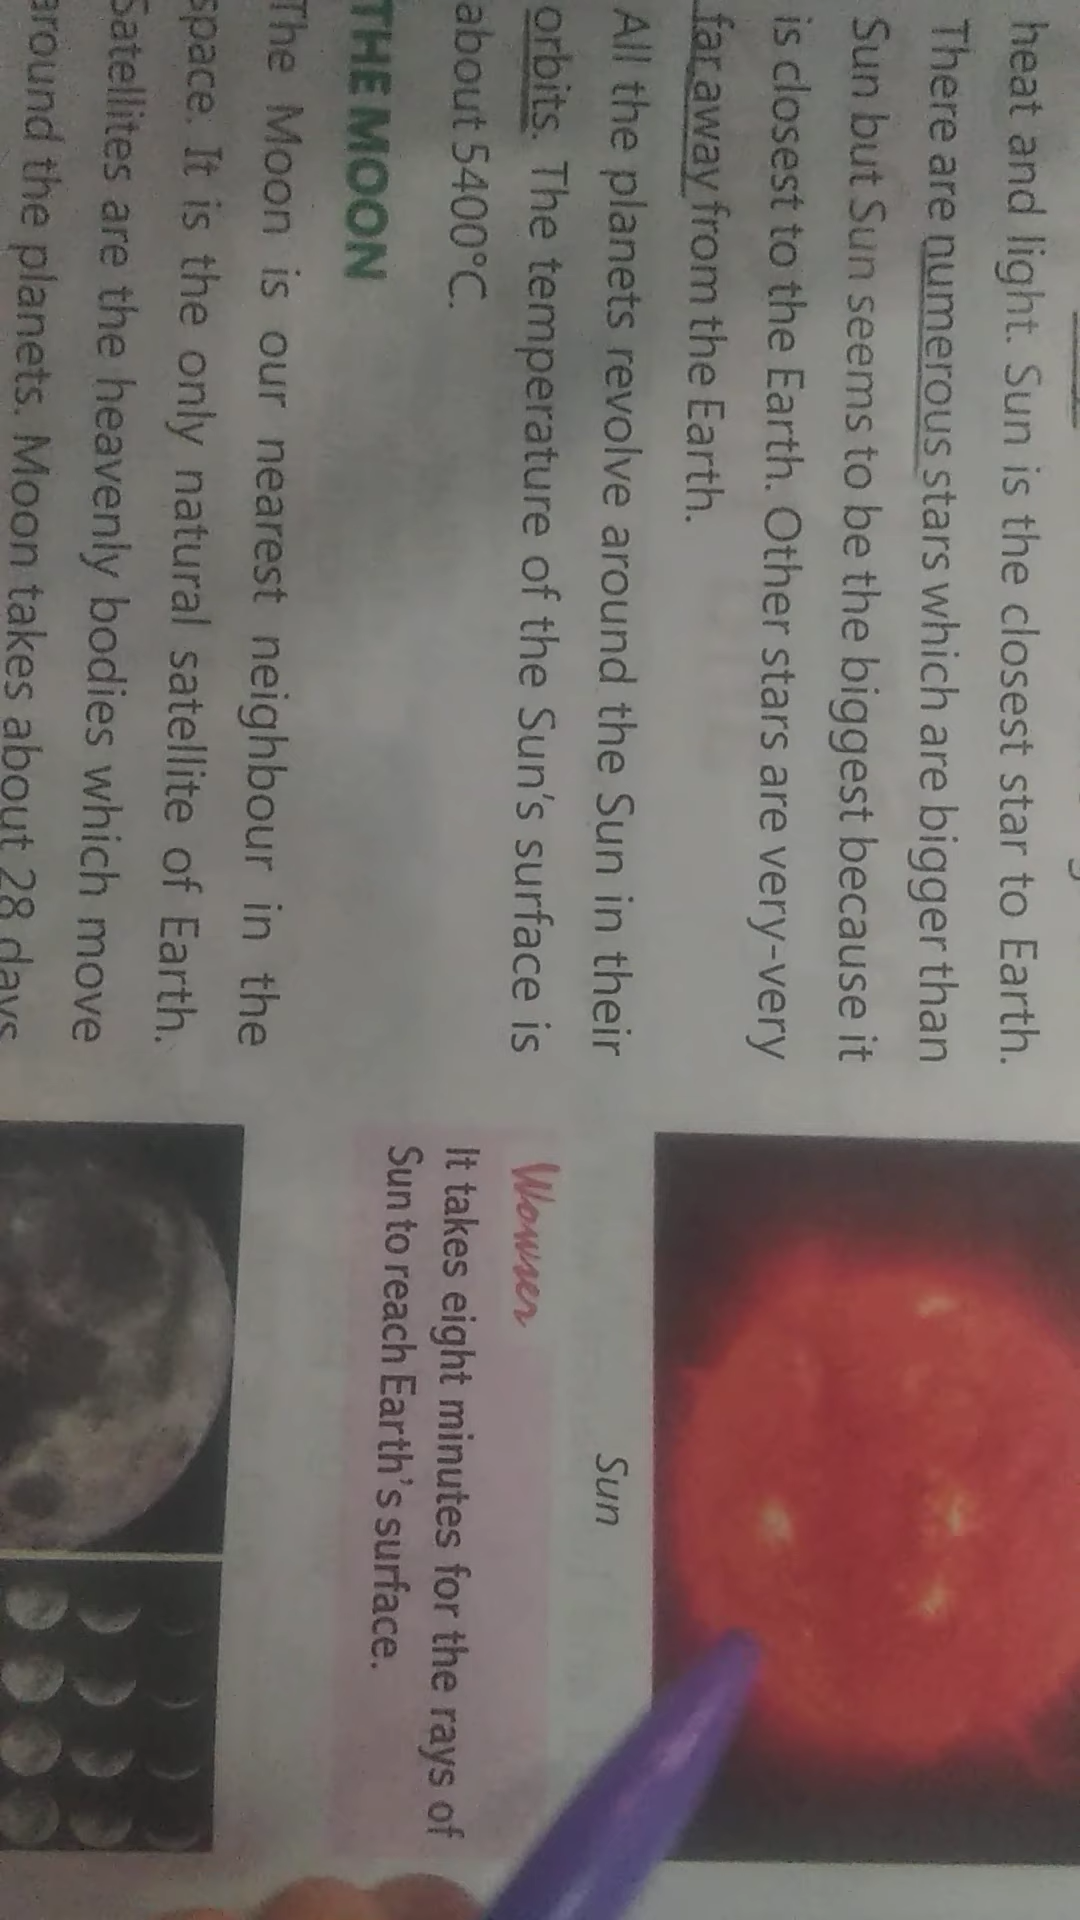 heat and light. Sun is the closest star to Earth.
There are numerous stars which are bigger than
Sun but Sun seems to be the biggest because it
is closest to the Earth. Other stars are very-very
far away from the Earth.
All the planets revolve around the Sun in their
orbits. The temperature of the Sun's surface is
about 5400°C.
THE MOON
The Moon is our nearest neighbour in the
space. It is the only natural satellite of Earth.
Satellites are the heavenly bodies which move
around the planets. Moon takes about 28 days
Sun
Wowser
It takes eight minutes for the rays of
Sun to reach Earth's surface.